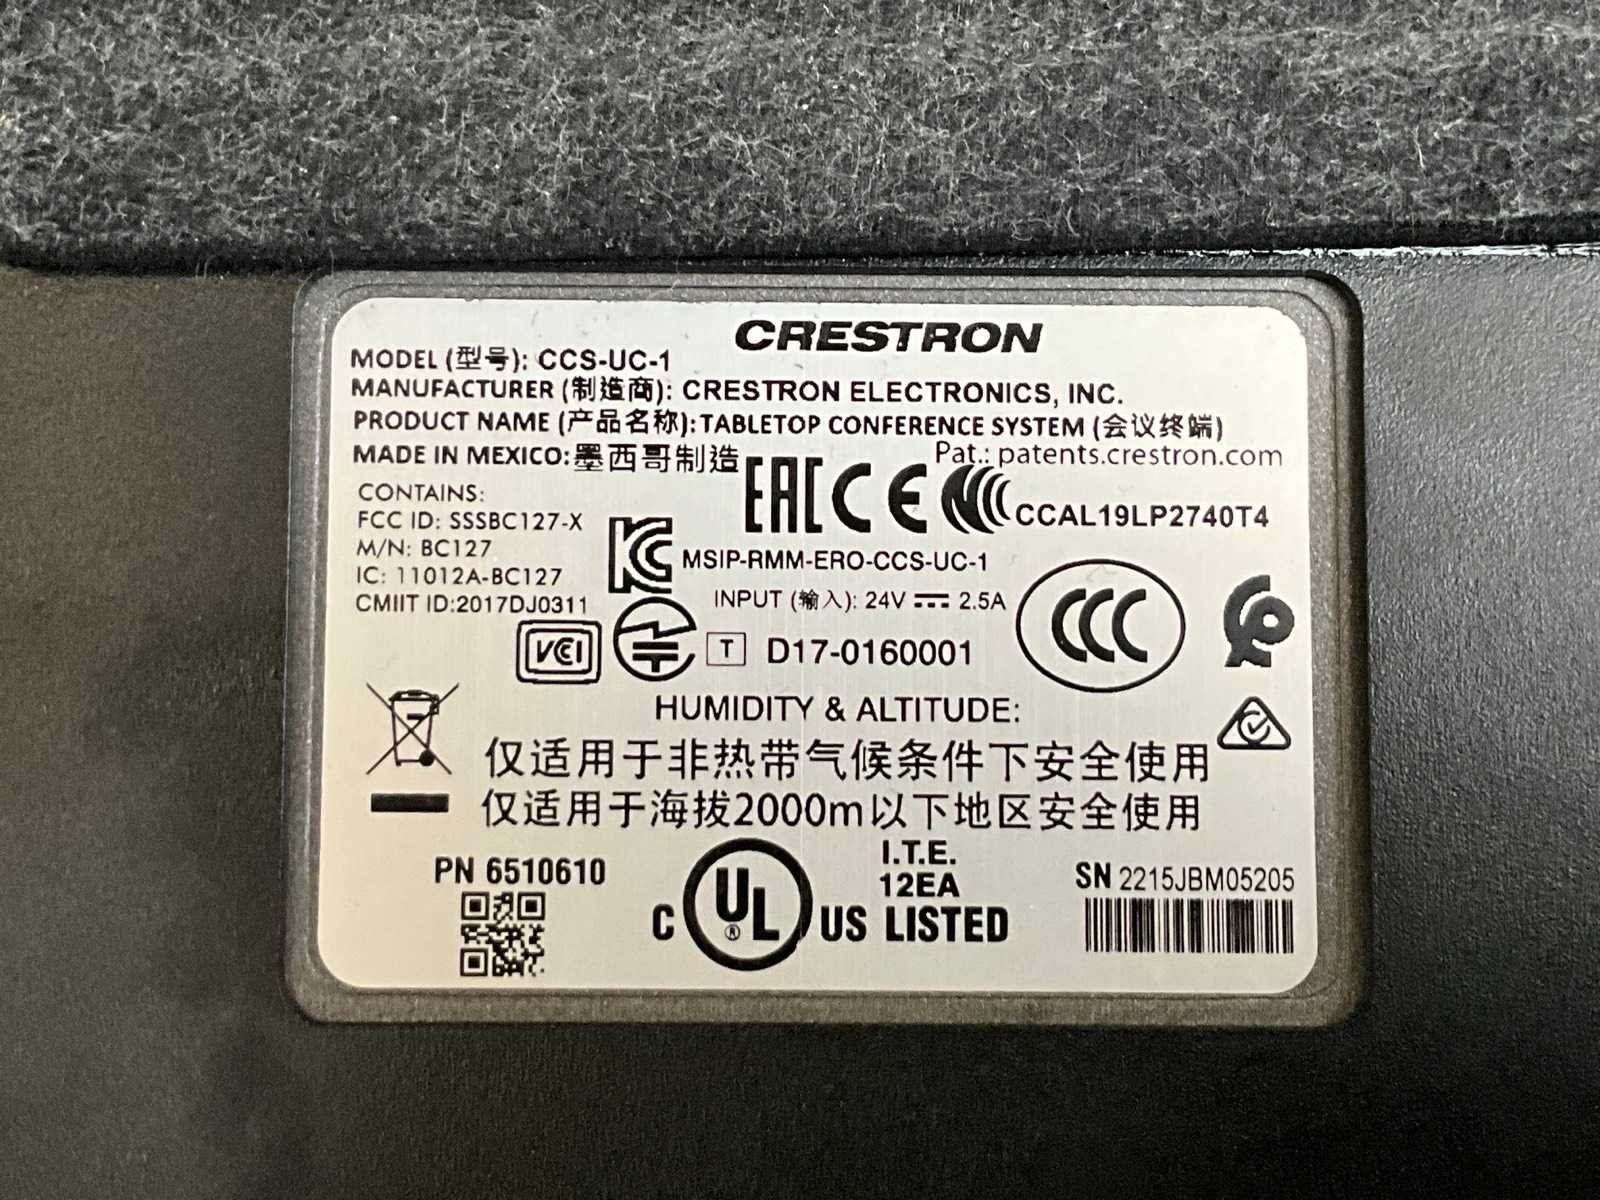 CRESTRON
MODEL (型号): CCS-UC-1
MANUFACTURER (制造商): CRESTRON ELECTRONICS, INC.
PRODUCT NAME (产品名称): TABLETOP CONFERENCE SYSTEM (会议终端)
MADE IN MEXICO: 墨西哥制造
Pat.: patents.crestron.com
CONTAINS:
FCC ID: SSSBC127-X
M/N: BC127
IC: 11012A-BC127
CMIIT ID:2017DJ0311
EAC CE CCAL19LP2740T4
MSIP-RMM-ERO-CCS-UC-1
INPUT (输入): 24V 2.5A
VCCI
T D17-0160001
CCC
HUMIDITY & ALTITUDE:
仅适用于非热带气候条件下安全使用
仅适用于海拔2000m以下地区安全使用
PN 6510610
C UL® US LISTED
I.T.E.
12EA
SN 2215JBM05205